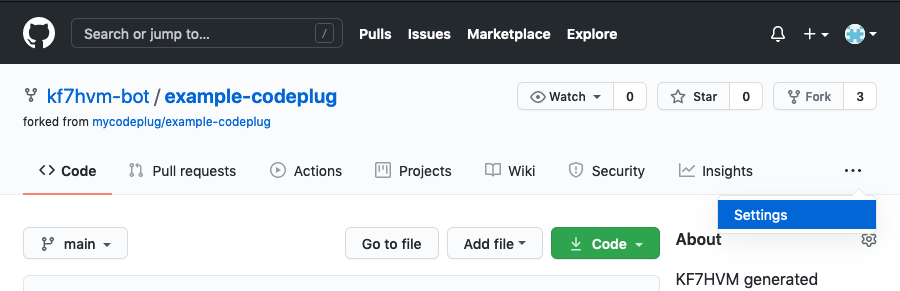 Search or jump to... / Pulls Issues Marketplace Explore
kf7hvm-bot / example-codeplug Watch 0 Star 0 Fork 3
forked from mycodeplug/example-codeplug
Code Pull requests Actions Projects Wiki Security Insights ...
Settings
main Go to file Add file Code About
KF7HVM generated